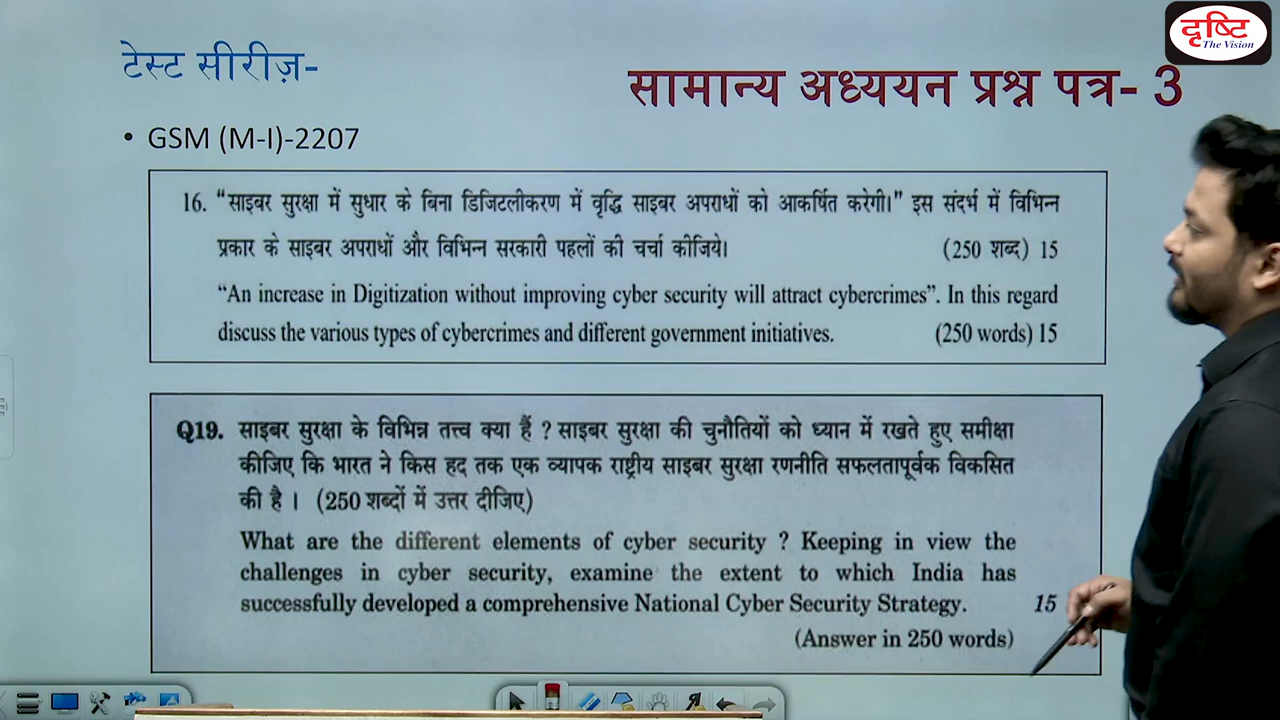 दृष्टि
The Vision
टेस्ट सीरीज़-
सामान्य अध्ययन प्रश्न पत्र- 3
• GSM (M-I)-2207
16. “साइबर सुरक्षा में सुधार के बिना डिजिटलीकरण में वृद्धि साइबर अपराधों को आकर्षित करेगी।” इस संदर्भ में विभिन्न
प्रकार के साइबर अपराधों और विभिन्न सरकारी पहलों की चर्चा कीजिये। (250 शब्द) 15
“An increase in Digitization without improving cyber security will attract cybercrimes”. In this regard
discuss the various types of cybercrimes and different government initiatives. (250 words) 15
Q19. साइबर सुरक्षा के विभिन्न तत्त्व क्या हैं ? साइबर सुरक्षा की चुनौतियों को ध्यान में रखते हुए समीक्षा
कीजिए कि भारत ने किस हद तक एक व्यापक राष्ट्रीय साइबर सुरक्षा रणनीति सफलतापूर्वक विकसित
की है । (250 शब्दों में उत्तर दीजिए)
What are the different elements of cyber security ? Keeping in view the
challenges in cyber security, examine the extent to which India has
successfully developed a comprehensive National Cyber Security Strategy. 15
(Answer in 250 words)